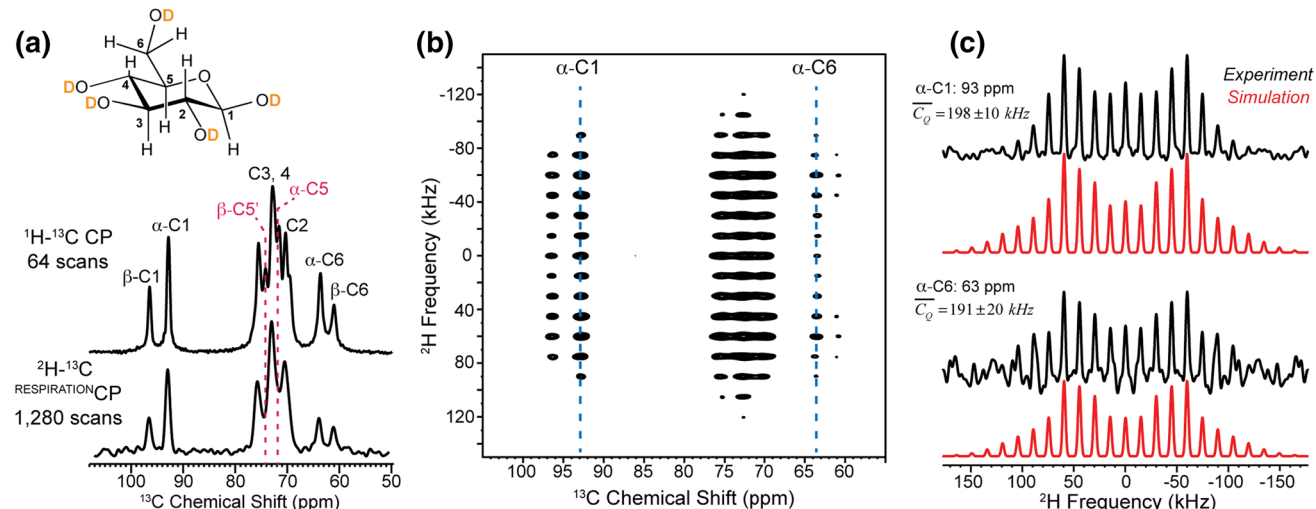 (a)
OD
6
H
H
H
4
5
O
D
O
OD
D
O
3
2
1
H
OD
H
H
C3, 4
α-C5
β-C5'
C2
α-C1
¹H-¹³C CP
64 scans
β-C1
α-C6
β-C6
²H-¹³C
RESPIRATIONCP
1,280 scans
100 90 80 70 60 50
¹³C Chemical Shift (ppm)
(b)
α-C1
α-C6
-120
-80
-40
0
40
80
120
²H Frequency (kHz)
100 95 90 85 80 75 70 65 60
¹³C Chemical Shift (ppm)
(c)
Experiment
Simulation
α-C1: 93 ppm
C_Q = 198 ±10 kHz
α-C6: 63 ppm
C_Q = 191 ±20 kHz
150 100 50 0 -50 -100 -150
²H Frequency (kHz)